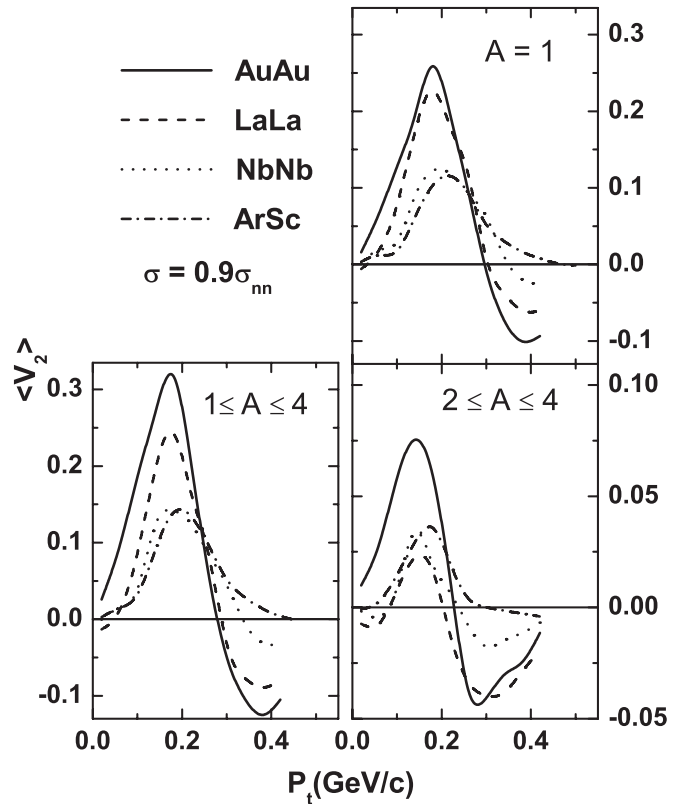 AuAu
LaLa
NbNb
ArSc
σ = 0.9σnn
A = 1
0.3
0.2
0.1
0.0
-0.1
<V2>
1≤ A ≤ 4
0.3
0.2
0.1
0.0
-0.1
2 ≤ A ≤ 4
0.10
0.05
0.00
-0.05
0.0 0.2 0.4 0.0 0.2 0.4
Pt(GeV/c)